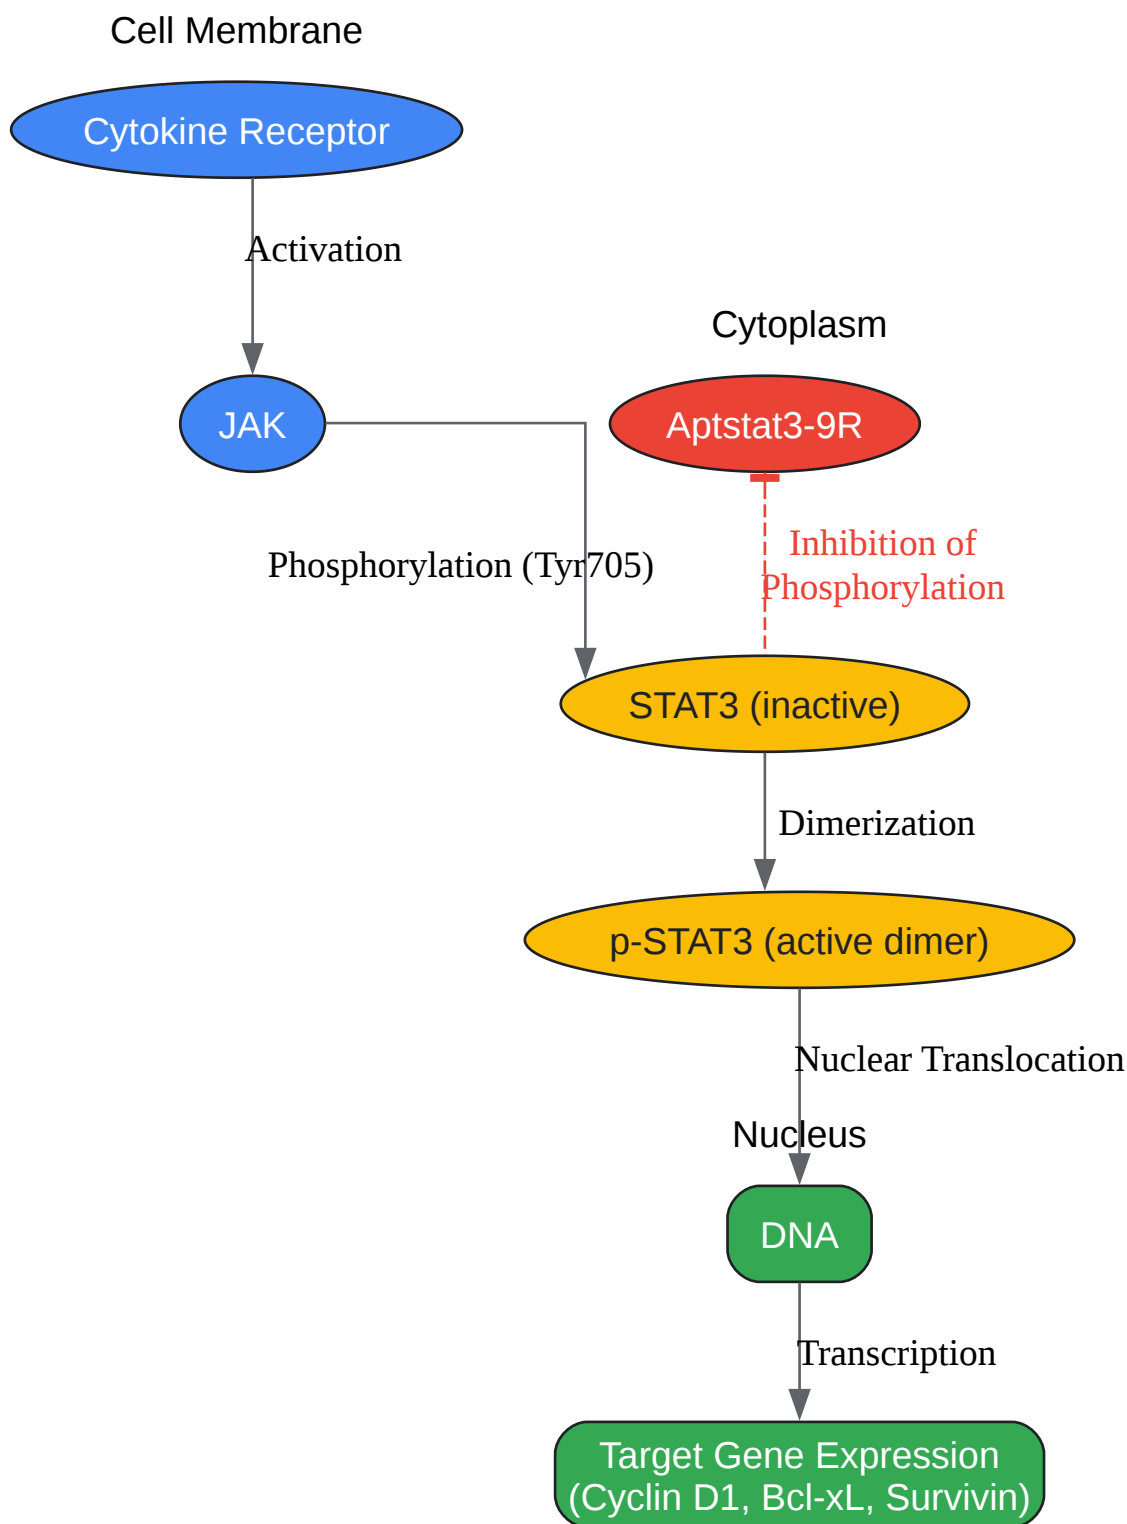 Cell Membrane
Cytokine Receptor
Activation
Cytoplasm
JAK
Aptstat3-9R
Inhibition of
Phosphorylation
Phosphorylation (Tyr705)
STAT3 (inactive)
Dimerization
p-STAT3 (active dimer)
Nuclear Translocation
Nucleus
DNA
Transcription
Target Gene Expression
(Cyclin D1, Bcl-xL, Survivin)